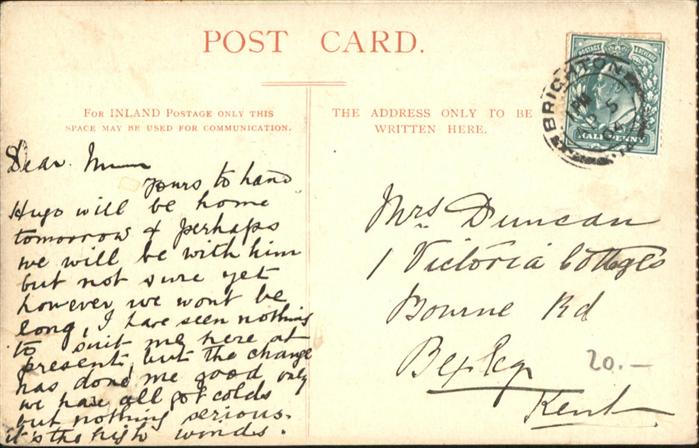 POST CARD.
FOR INLAND POSTAGE ONLY THIS
SPACE MAY BE USED FOR COMMUNICATION.
THE ADDRESS ONLY TO BE
WRITTEN HERE.
POSTAGE
HALFPENNY
BRIGHTON
PM
5
04
Dear
yours to hand
Hugo will be home
tomorrow & perhaps
we will be with him
but not sure yet
however we wont be
long, I have seen nothing
to suit me here at
present, but the change
has done me good only
we have all got colds
but nothing serious.
it's the high winds.
Mrs Duncan
1 Victoria Cottages
Bourne Rd
Bexley
Kent
20.-